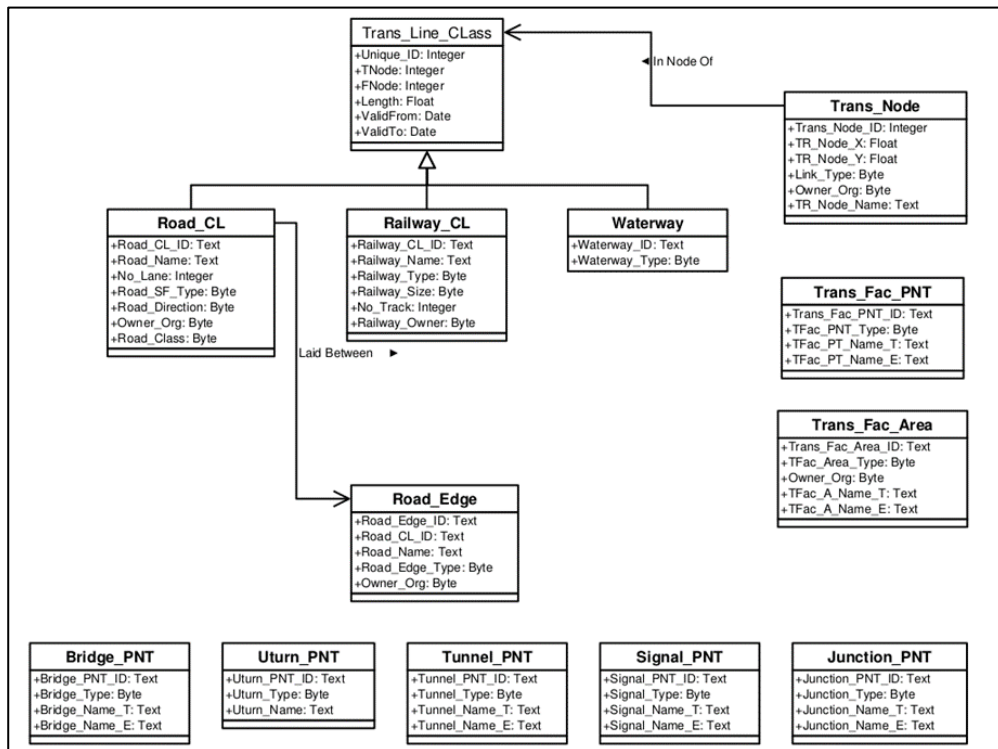 Trans_Line_CLass
+Unique_ID: Integer
+TNode: Integer
+FNode: Integer
+Length: Float
+ValidFrom: Date
+ValidTo: Date
◄ In Node Of
Trans_Node
+Trans_Node_ID: Integer
+TR_Node_X: Float
+TR_Node_Y: Float
+Link_Type: Byte
+Owner_Org: Byte
+TR_Node_Name: Text
Road_CL
+Road_CL_ID: Text
+Road_Name: Text
+No_Lane: Integer
+Road_SF_Type: Byte
+Road_Direction: Byte
+Owner_Org: Byte
+Road_Class: Byte
Railway_CL
+Railway_CL_ID: Text
+Railway_Name: Text
+Railway_Type: Byte
+Railway_Size: Byte
+No_Track: Integer
+Railway_Owner: Byte
Waterway
+Waterway_ID: Text
+Waterway_Type: Byte
Laid Between ►
Trans_Fac_PNT
+Trans_Fac_PNT_ID: Text
+TFac_PNT_Type: Byte
+TFac_PT_Name_T: Text
+TFac_PT_Name_E: Text
Trans_Fac_Area
+Trans_Fac_Area_ID: Text
+TFac_Area_Type: Byte
+Owner_Org: Byte
+TFac_A_Name_T: Text
+TFac_A_Name_E: Text
Road_Edge
+Road_Edge_ID: Text
+Road_CL_ID: Text
+Road_Name: Text
+Road_Edge_Type: Byte
+Owner_Org: Byte
Bridge_PNT
+Bridge_PNT_ID: Text
+Bridge_Type: Byte
+Bridge_Name_T: Text
+Bridge_Name_E: Text
Uturn_PNT
+Uturn_PNT_ID: Text
+Uturn_Type: Byte
+Uturn_Name: Text
Tunnel_PNT
+Tunnel_PNT_ID: Text
+Tunnel_Type: Byte
+Tunnel_Name_T: Text
+Tunnel_Name_E: Text
Signal_PNT
+Signal_PNT_ID: Text
+Signal_Type: Byte
+Signal_Name_T: Text
+Signal_Name_E: Text
Junction_PNT
+Junction_PNT_ID: Text
+Junction_Type: Byte
+Junction_Name_T: Text
+Junction_Name_E: Text